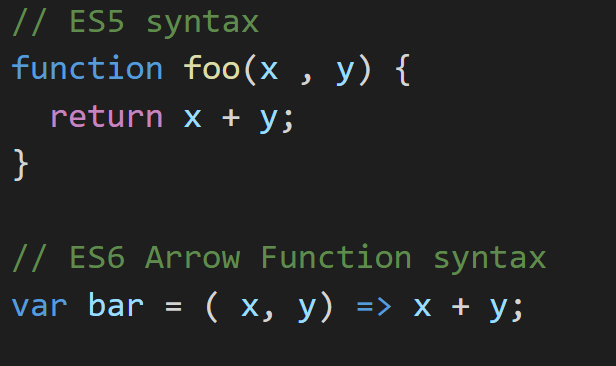 // ES5 syntax
function foo(x , y) {
  return x + y;
}
// ES6 Arrow Function syntax
var bar = ( x, y) => x + y;